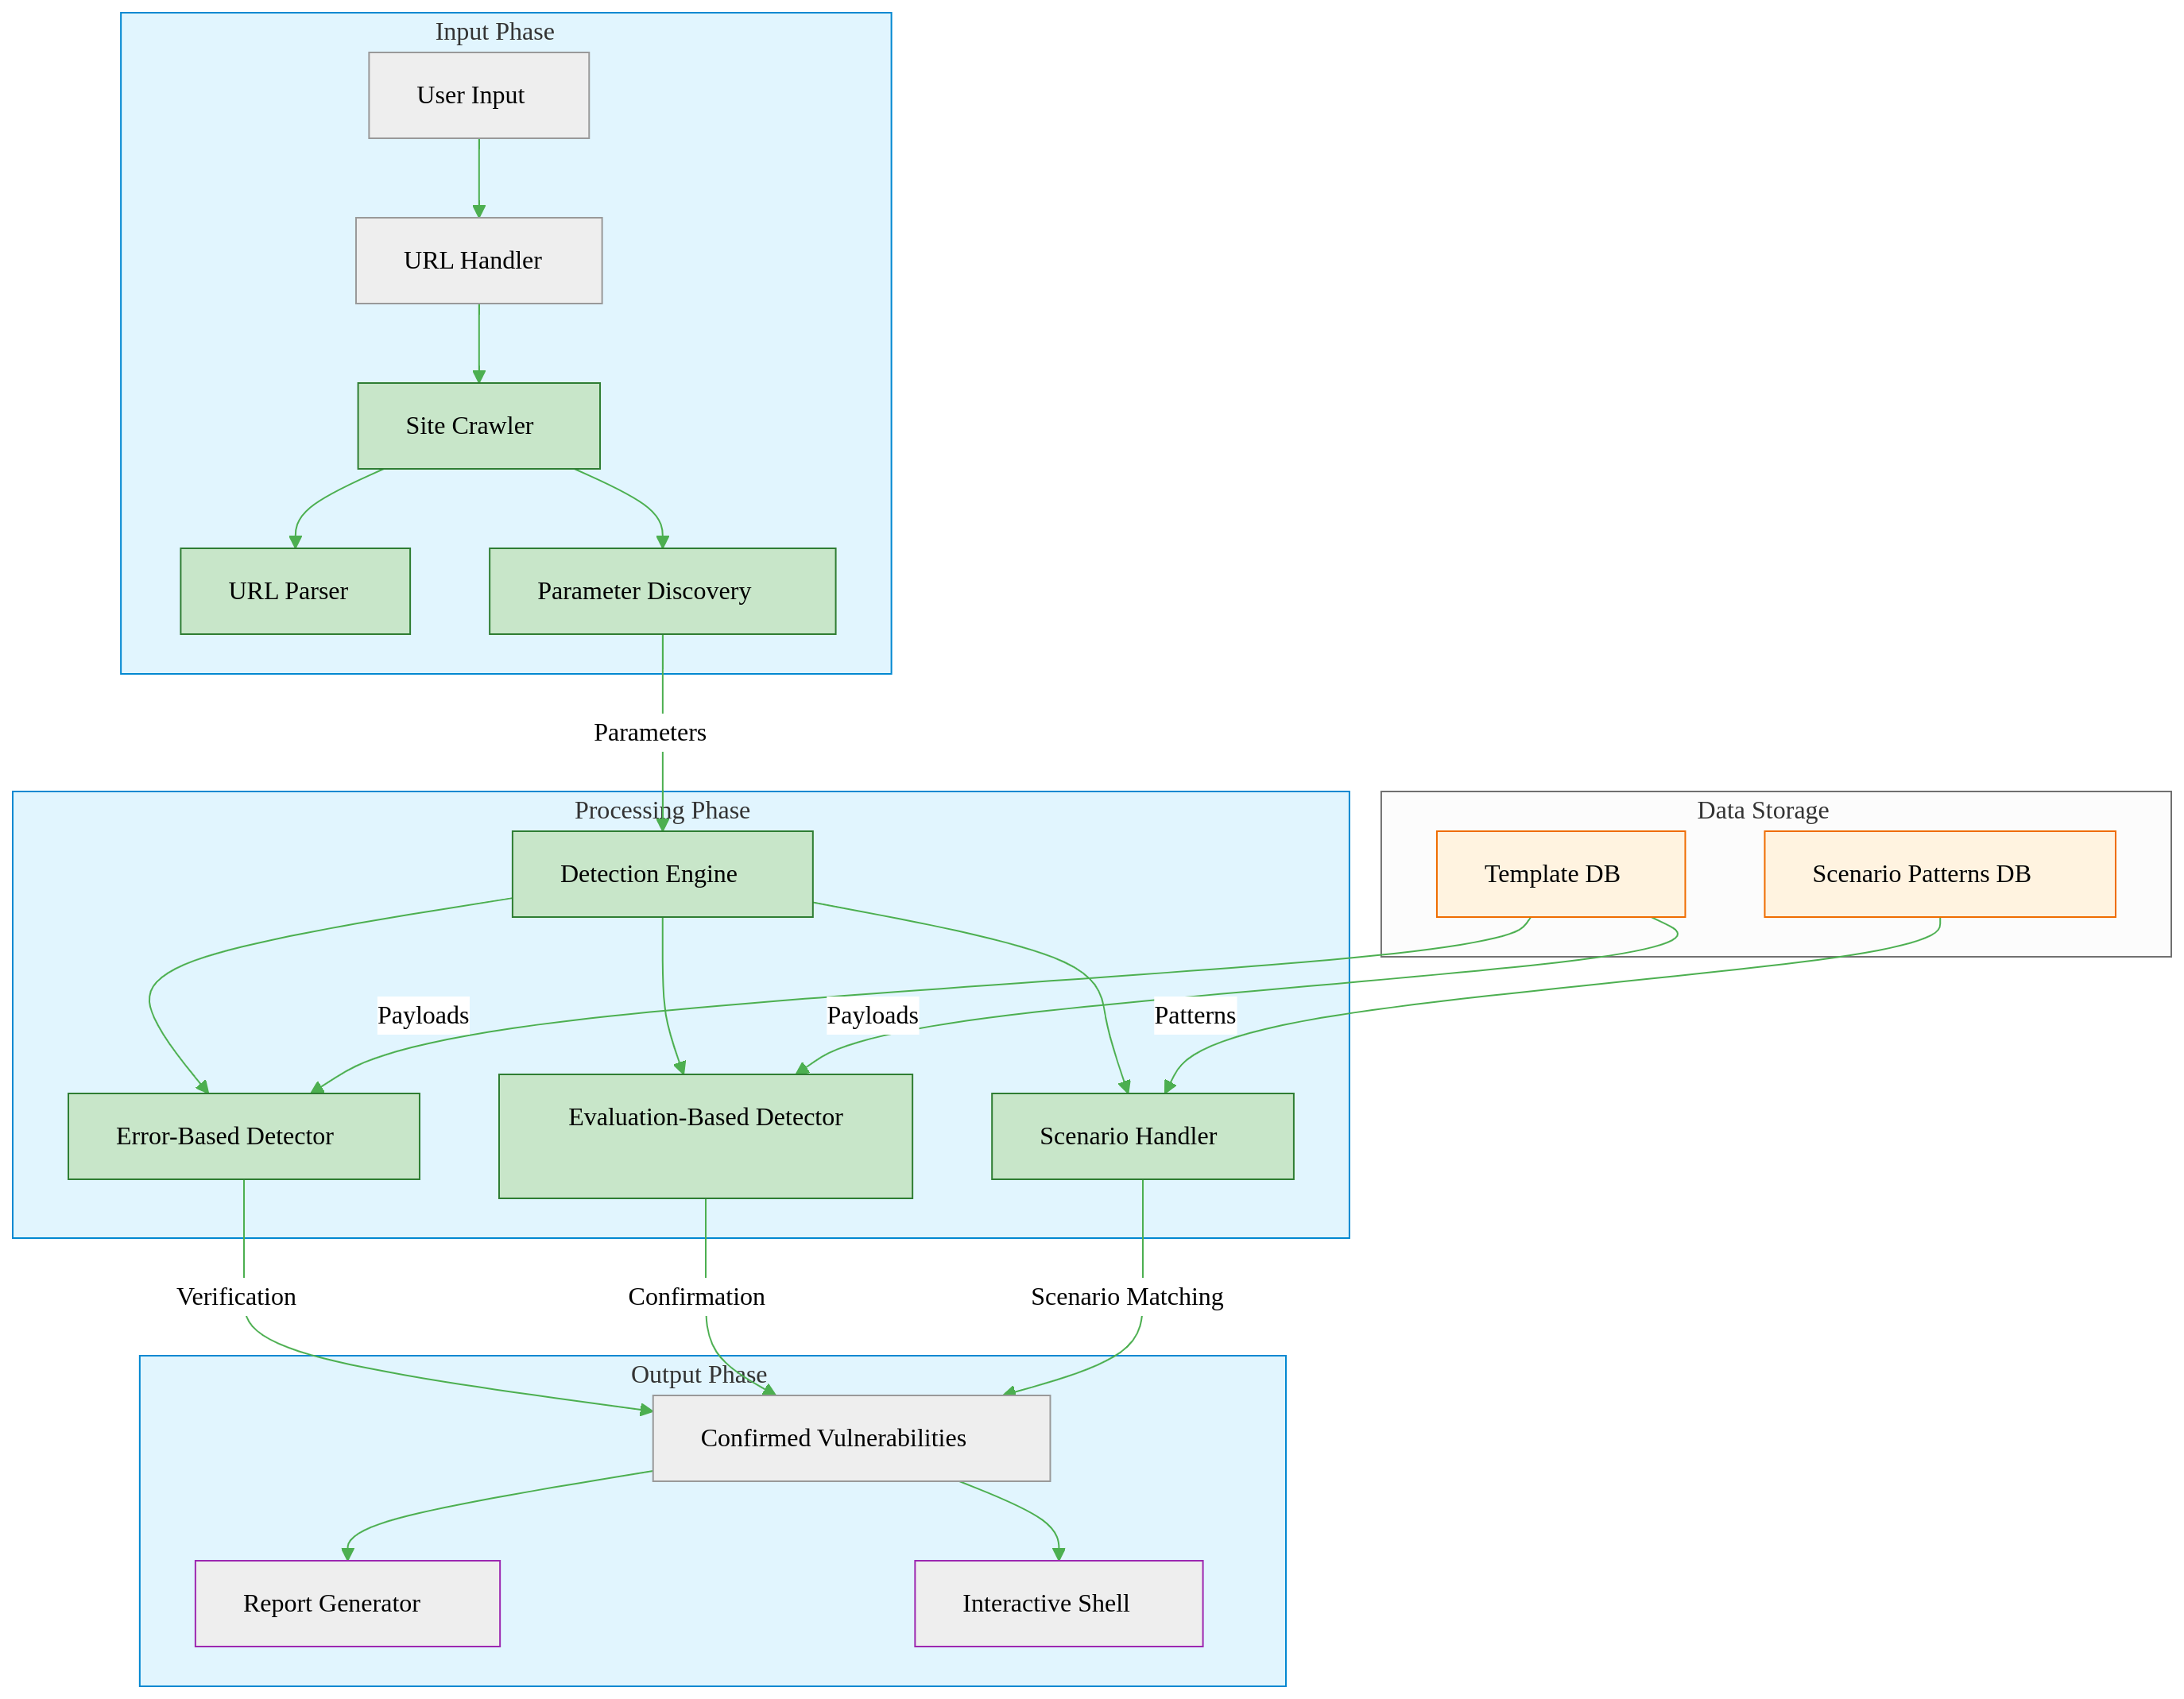 Input Phase
User Input
URL Handler
Site Crawler
URL Parser
Parameter Discovery
Parameters
Processing Phase
Data Storage
Detection Engine
Template DB
Scenario Patterns DB
Payloads
Payloads
Patterns
Error-Based Detector
Evaluation-Based Detector
Scenario Handler
Verification
Confirmation
Scenario Matching
Output Phase
Confirmed Vulnerabilities
Report Generator
Interactive Shell